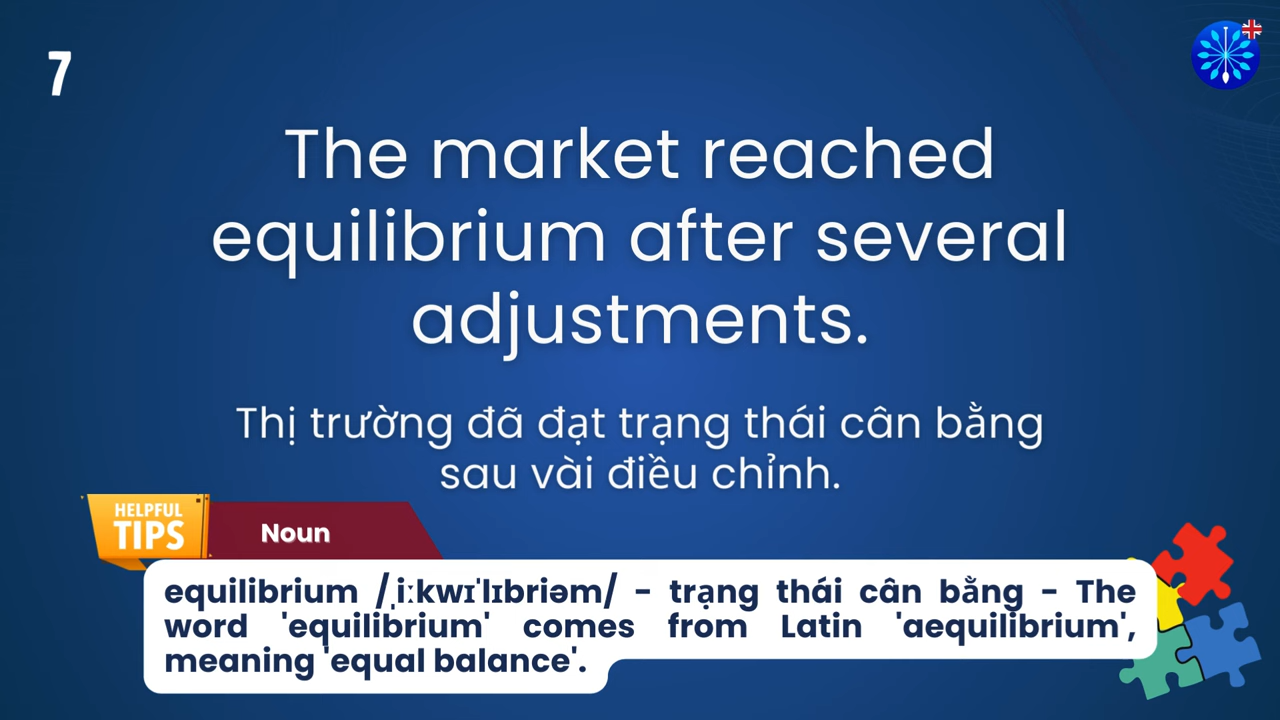 7
The market reached
equilibrium after several
adjustments.
Thị trường đã đạt trạng thái cân bằng
sau vài điều chỉnh.
HELPFUL
TIPS
Noun
equilibrium /ˌiːkwɪˈlɪbriəm/ - trạng thái cân bằng - The
word 'equilibrium' comes from Latin 'aequilibrium',
meaning 'equal balance'.